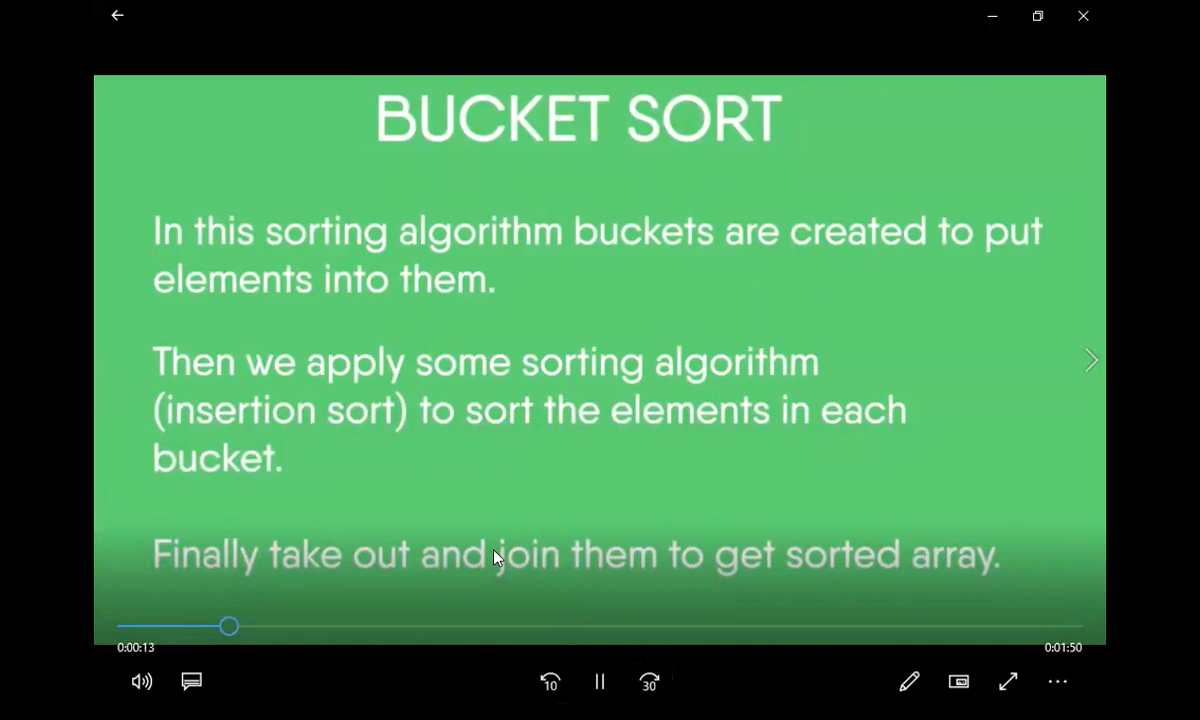 BUCKET SORT
In this sorting algorithm buckets are created to put
elements into them.
Then we apply some sorting algorithm
(insertion sort) to sort the elements in each
bucket.
Finally take out and join them to get sorted array.
0:00:13
0:01:50
10
30